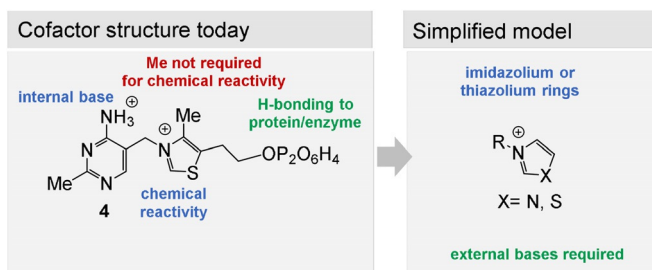 Cofactor structure today
Simplified model
Me not required
for chemical reactivity
internal base
⊕
NH3
H-bonding to
protein/enzyme
⊕
Me
N
N
OP2O6H4
Me
N
S
4
chemical
reactivity
imidazolium or
thiazolium rings
⊕
R
N
X
X= N, S
external bases required